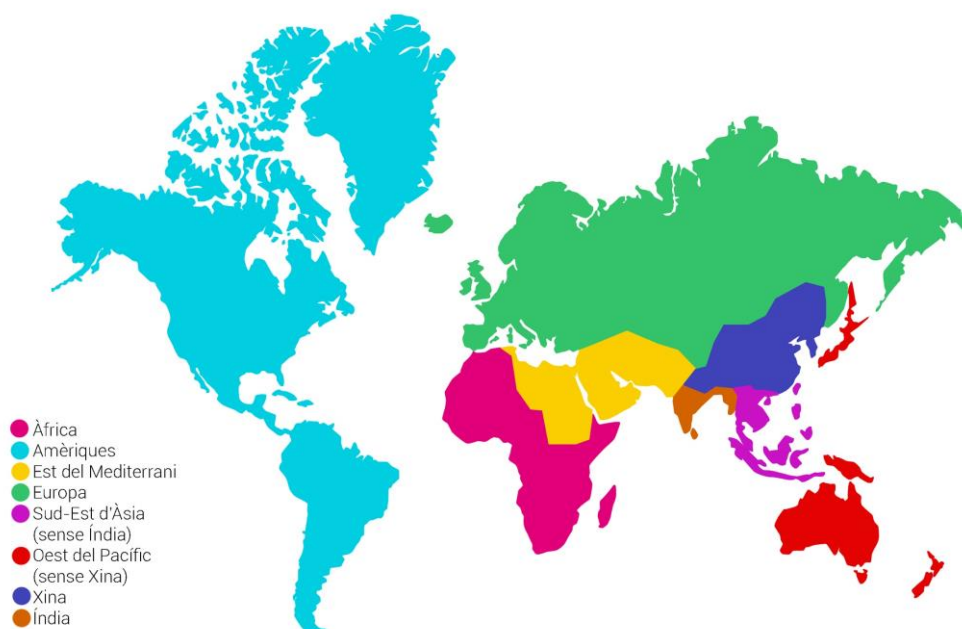 Àfrica
Amèriques
Est del Mediterrani
Europa
Sud-Est d'Àsia
(sense Índia)
Oest del Pacífic
(sense Xina)
Xina
Índia